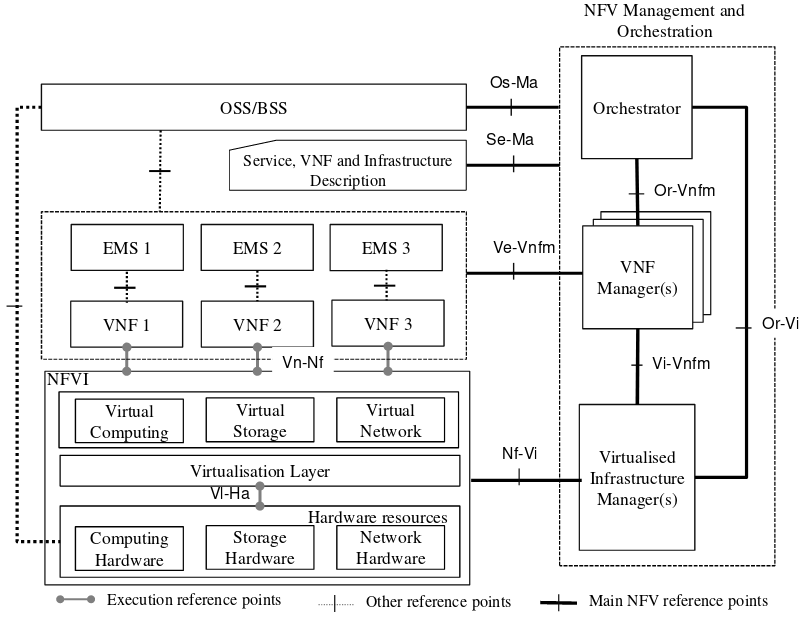 NFV Management and
Orchestration
Os-Ma
OSS/BSS
Orchestrator
Se-Ma
Service, VNF and Infrastructure
Description
Or-Vnfm
EMS 1
EMS 2
EMS 3
Ve-Vnfm
VNF
Manager(s)
VNF 1
VNF 2
VNF 3
Or-Vi
Vn-Nf
Vi-Vnfm
NFVI
Virtual
Computing
Virtual
Storage
Virtual
Network
Nf-Vi
Virtualisation Layer
Virtualised
Infrastructure
Manager(s)
Vl-Ha
Hardware resources
Computing
Hardware
Storage
Hardware
Network
Hardware
Execution reference points
Other reference points
Main NFV reference points